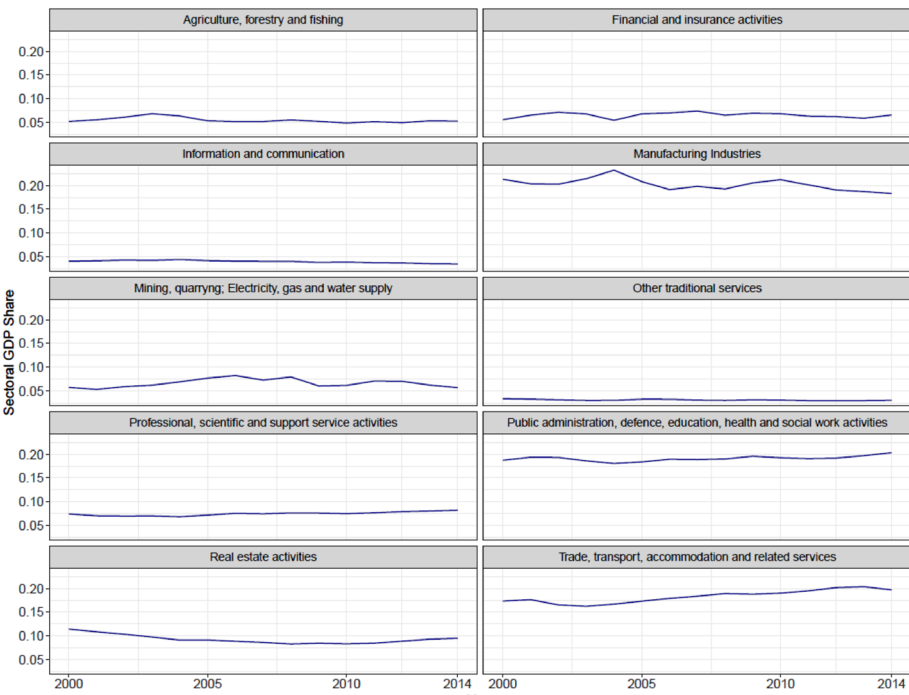 Agriculture, forestry and fishing
Financial and insurance activities
0.20
0.15
0.10
0.05
Information and communication
Manufacturing Industries
0.20
0.15
0.10
0.05
Mining, quarryng; Electricity, gas and water supply
Other traditional services
0.20
0.15
0.10
0.05
Sectoral GDP Share
Professional, scientific and support service activities
Public administration, defence, education, health and social work activities
0.20
0.15
0.10
0.05
Real estate activities
Trade, transport, accommodation and related services
0.20
0.15
0.10
0.05
2000 2005 2010 2014 2000 2005 2010 2014